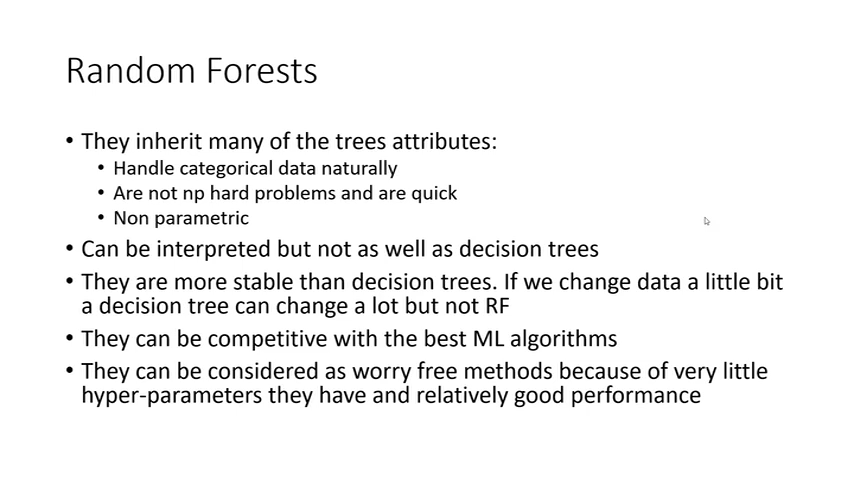 Random Forests
• They inherit many of the trees attributes:
• Handle categorical data naturally
• Are not np hard problems and are quick
• Non parametric
• Can be interpreted but not as well as decision trees
• They are more stable than decision trees. If we change data a little bit
a decision tree can change a lot but not RF
• They can be competitive with the best ML algorithms
• They can be considered as worry free methods because of very little
hyper-parameters they have and relatively good performance